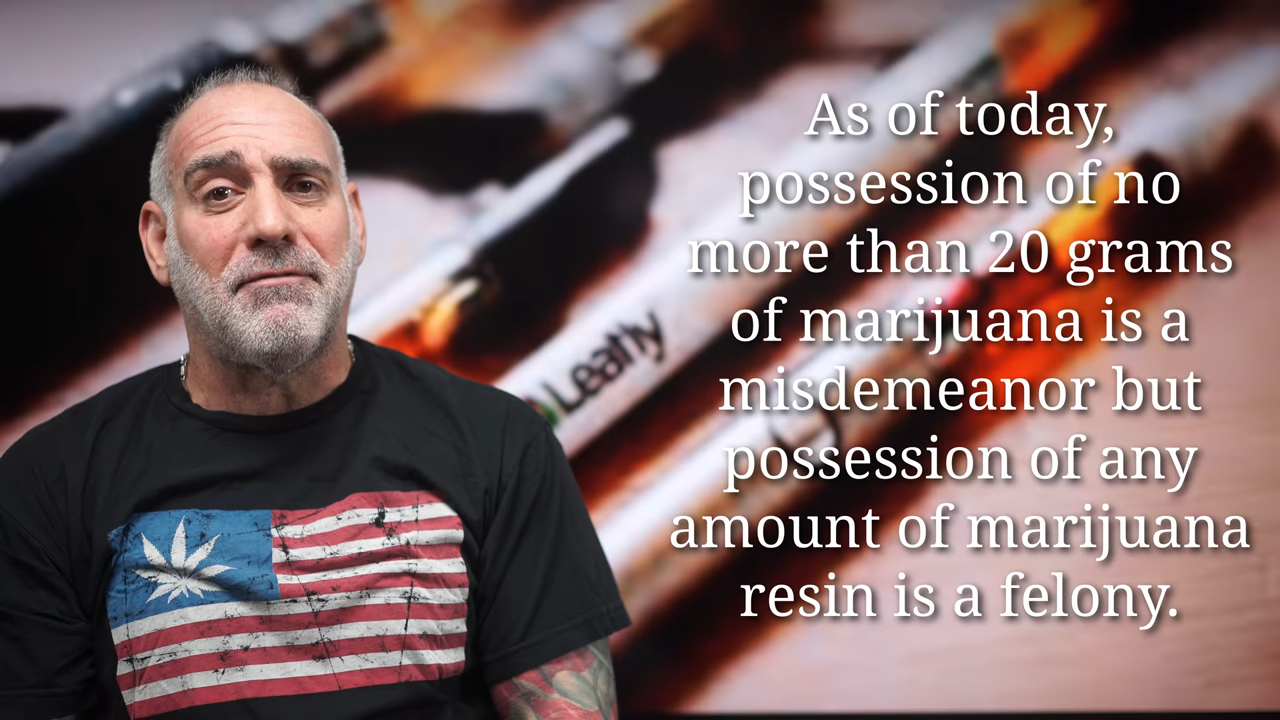 As of today,
possession of no
more than 20 grams
of marijuana is a
misdemeanor but
possession of any
amount of marijuana
resin is a felony.
Leafly